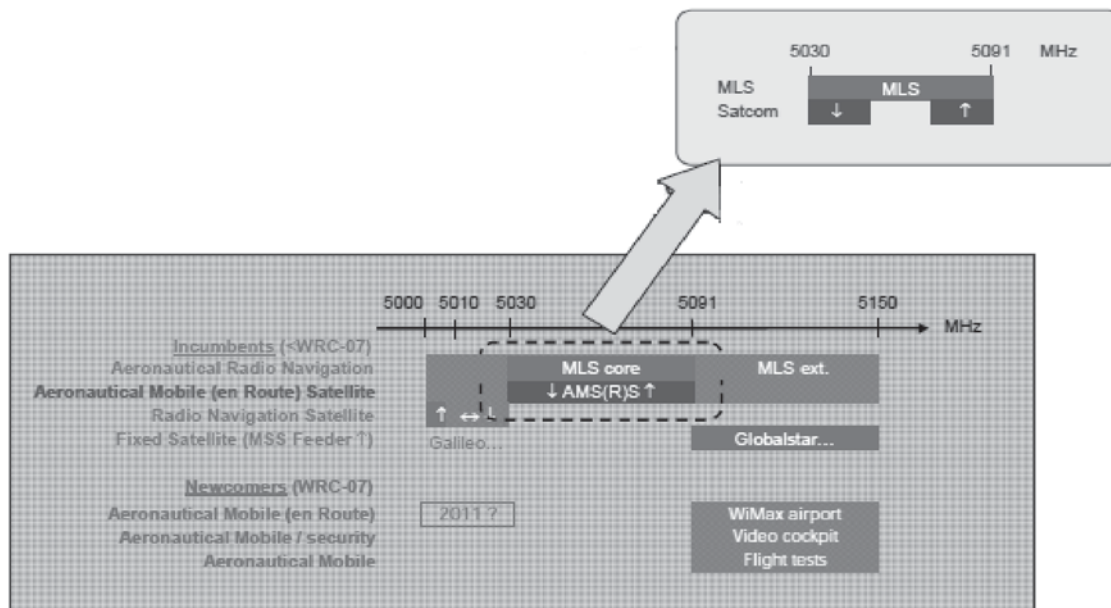 5030 5091 MHz
MLS MLS
Satcom ↓ ↑
5000 5010 5030 5091 5150
MHz
Incumbents (<WRC-07)
Aeronautical Radio Navigation MLS core MLS ext.
Aeronautical Mobile (en Route) Satellite ↓ AMS(R)S ↑
Radio Navigation Satellite ↑ ↔ ↓
Fixed Satellite (MSS Feeder ↑) Galileo... Globalstar...
Newcomers (WRC-07)
Aeronautical Mobile (en Route) 2011 ? WiMax airport
Aeronautical Mobile / security Video cockpit
Aeronautical Mobile Flight tests